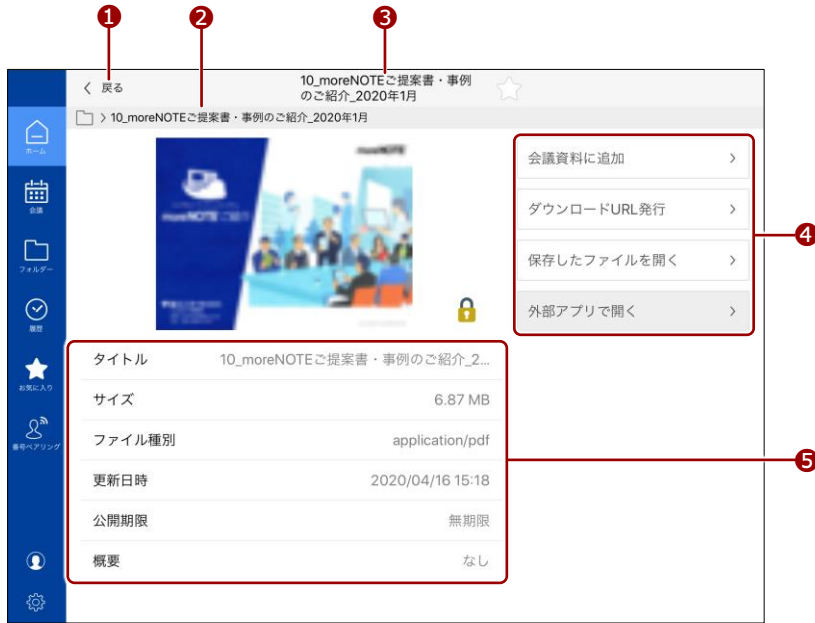 1
2
3
く 戻る
10_moreNOTEご提案書・事例
のご紹介_2020年1月
> 10_moreNOTEご提案書・事例のご紹介_2020年1月
ホーム
会議
フォルダー
履歴
お気に入り
番号ペアリング
moreNOTE
moreNOTE ご紹介
会議資料に追加 >
ダウンロードURL発行 >
4
保存したファイルを開く >
外部アプリで開く >
タイトル 10_moreNOTEご提案書・事例のご紹介_2...
サイズ 6.87 MB
ファイル種別 application/pdf
5
更新日時 2020/04/16 15:18
公開期限 無期限
概要 なし